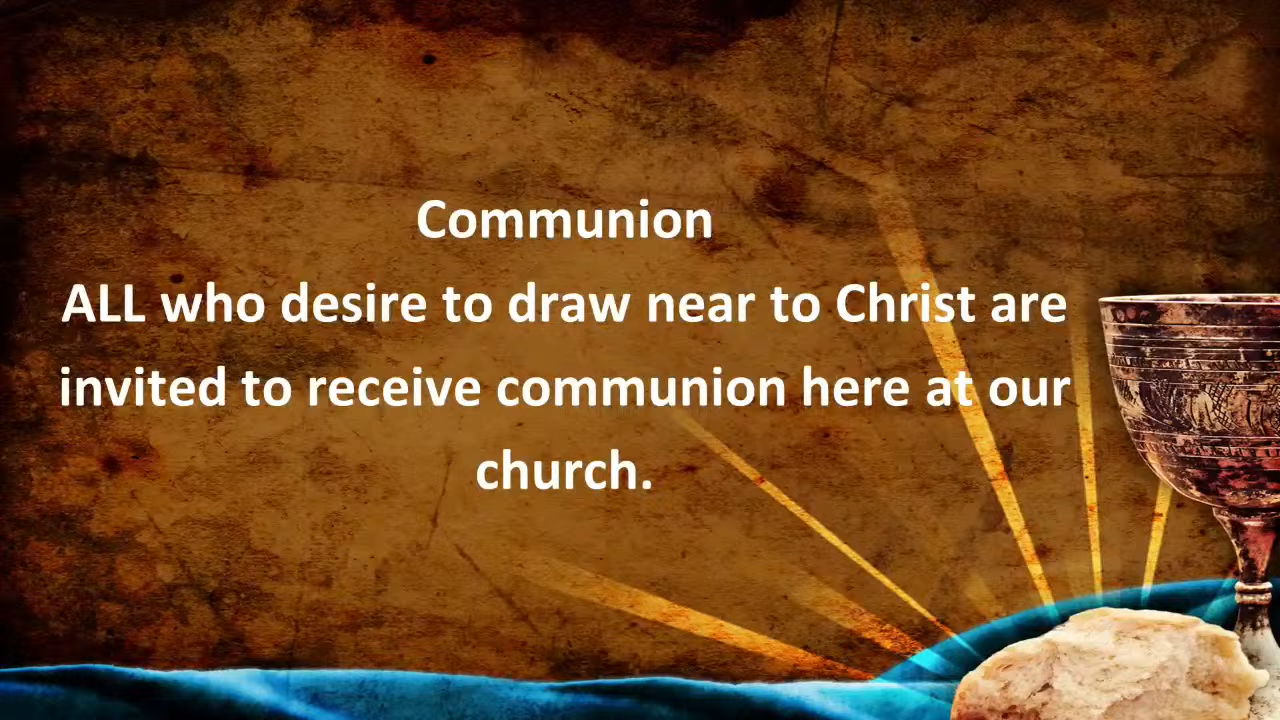 Communion
ALL who desire to draw near to Christ are
invited to receive communion here at our
church.